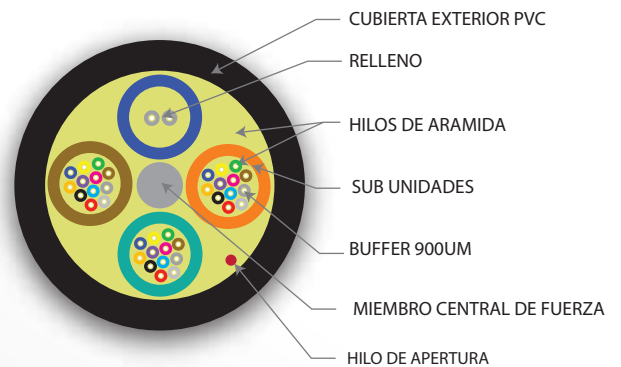 CUBIERTA EXTERIOR PVC
RELLENO
HILOS DE ARAMIDA
SUB UNIDADES
BUFFER 900UM
MIEMBRO CENTRAL DE FUERZA
HILO DE APERTURA